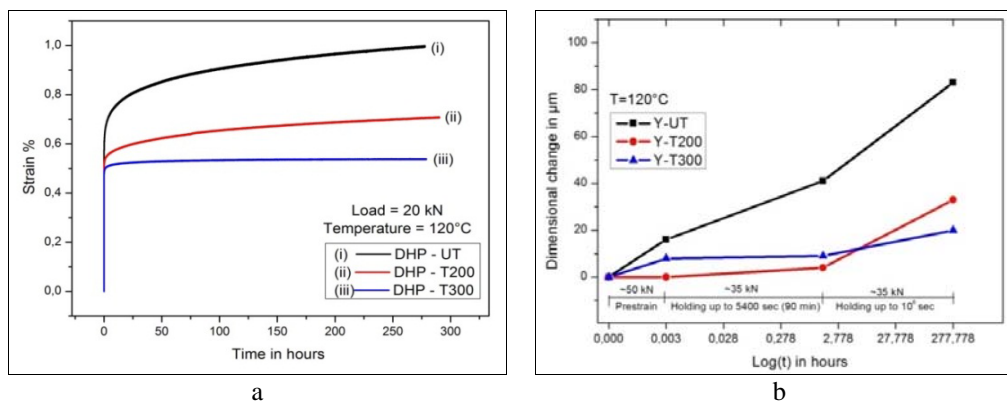 1,0
0,8
0,6
0,4
0,2
0,0
Strain %
(i)
(ii)
(iii)
Load = 20 kN
Temperature = 120°C
(i) DHP - UT
(ii) DHP - T200
(iii) DHP - T300
0 50 100 150 200 250 300
Time in hours
a
100
80
60
40
20
0
Dimensional change in µm
T=120°C
Y-UT
Y-T200
Y-T300
~50 kN ~35 kN ~35 kN
Prestrain Holding up to 5400 sec (90 min) Holding up to 10⁶ sec
0,000 0,003 0,028 0,278 2,778 27,778 277,778
Log(t) in hours
b